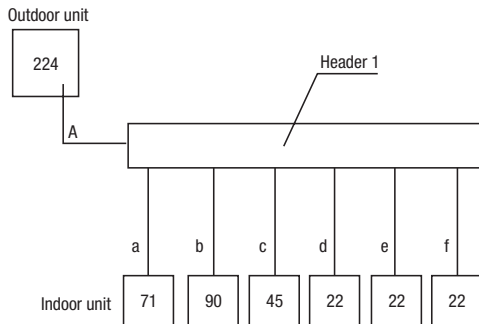 Outdoor unit
224
Header 1
A
a b c d e f
Indoor unit 71 90 45 22 22 22